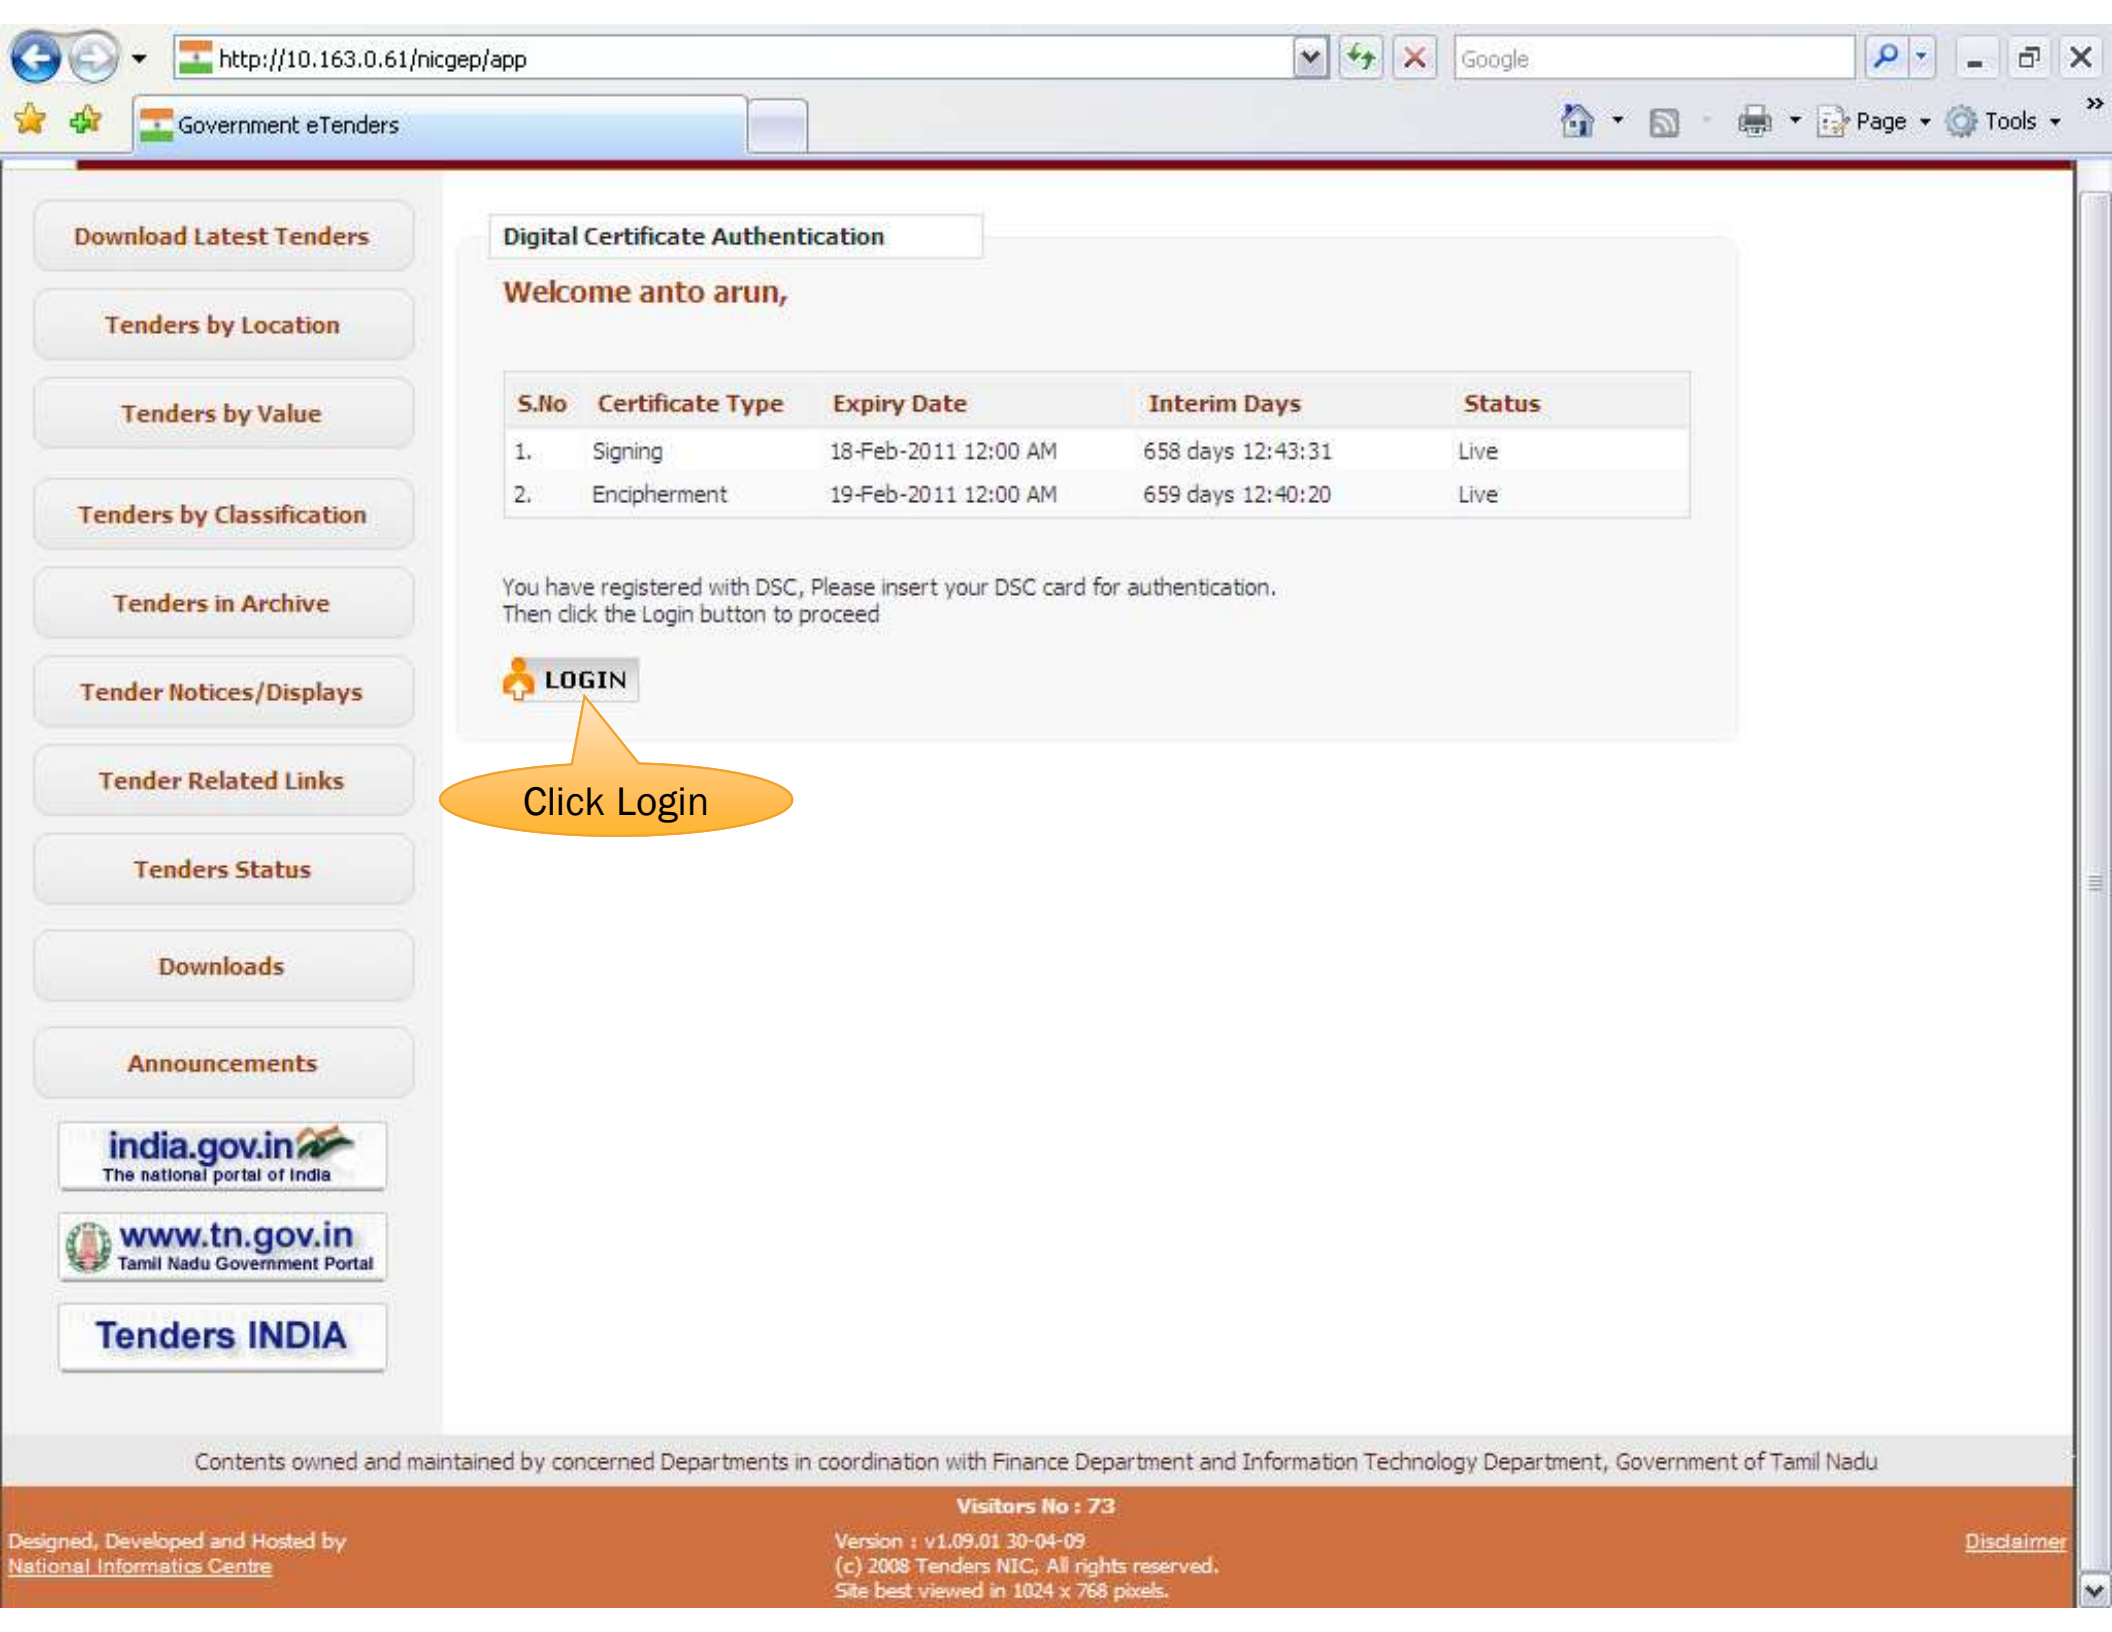 http://10.163.0.61/nicgep/app
Google
Government eTenders
Page
Tools
Download Latest Tenders
Tenders by Location
Tenders by Value
Tenders by Classification
Tenders in Archive
Tender Notices/Displays
Tender Related Links
Tenders Status
Downloads
Announcements
india.gov.in
The national portal of India
www.tn.gov.in
Tamil Nadu Government Portal
Tenders INDIA
Digital Certificate Authentication
Welcome anto arun,
S.No Certificate Type Expiry Date Interim Days Status
1. Signing 18-Feb-2011 12:00 AM 658 days 12:43:31 Live
2. Encipherment 19-Feb-2011 12:00 AM 659 days 12:40:20 Live
You have registered with DSC, Please insert your DSC card for authentication.
Then click the Login button to proceed
LOGIN
Click Login
Contents owned and maintained by concerned Departments in coordination with Finance Department and Information Technology Department, Government of Tamil Nadu
Visitors No : 73
Designed, Developed and Hosted by
National Informatics Centre
Version : v1.09.01 30-04-09
(c) 2008 Tenders NIC, All rights reserved.
Site best viewed in 1024 x 768 pixels.
Disclaimer